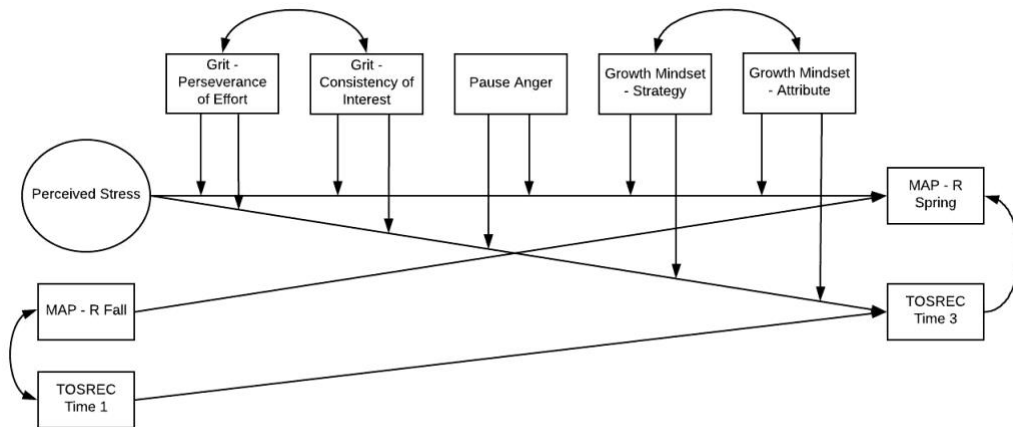 Grit -
Perseverance
of Effort
Grit -
Consistency of
Interest
Pause Anger
Growth Mindset
- Strategy
Growth Mindset
- Attribute
Perceived Stress
MAP - R
Spring
MAP - R Fall
TOSREC
Time 3
TOSREC
Time 1